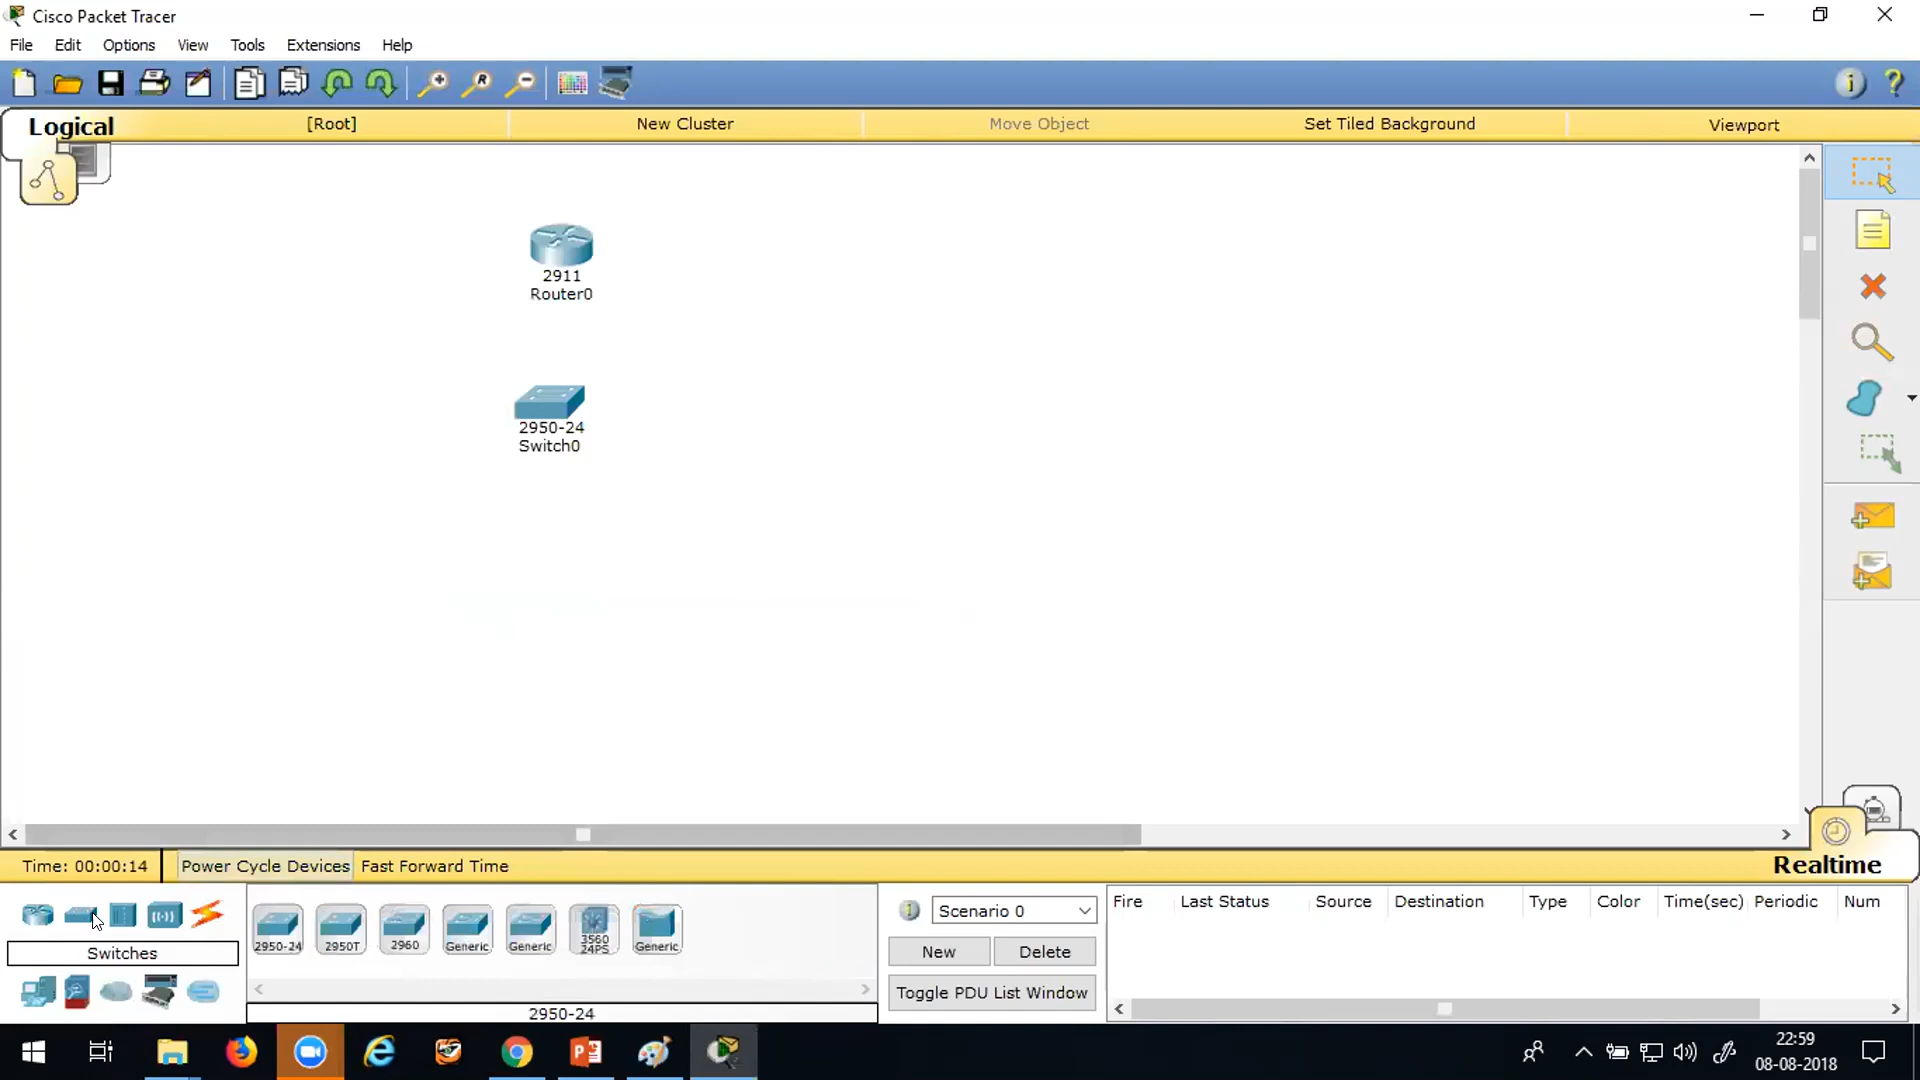 Cisco Packet Tracer
File Edit Options View Tools Extensions Help
Logical [Root] New Cluster Move Object Set Tiled Background Viewport
2911
Router0
2950-24
Switch0
Time: 00:00:14 Power Cycle Devices Fast Forward Time Realtime
Switches
2950-24 2950T 2960 Generic Generic 3560 24PS Generic
2950-24
Scenario 0
New Delete
Toggle PDU List Window
Fire Last Status Source Destination Type Color Time(sec) Periodic Num
22:59
08-08-2018